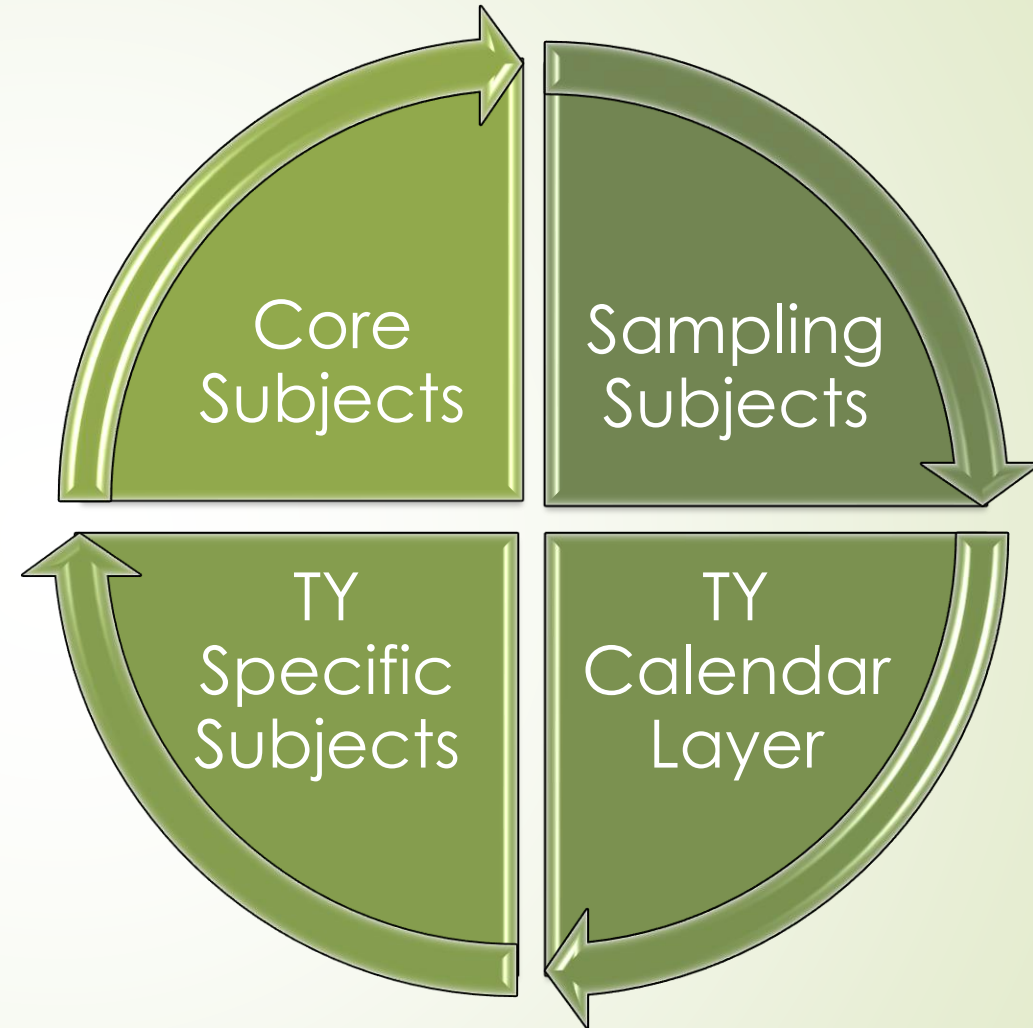 Core
Subjects
Sampling
Subjects
TY
Specific
Subjects
TY
Calendar
Layer